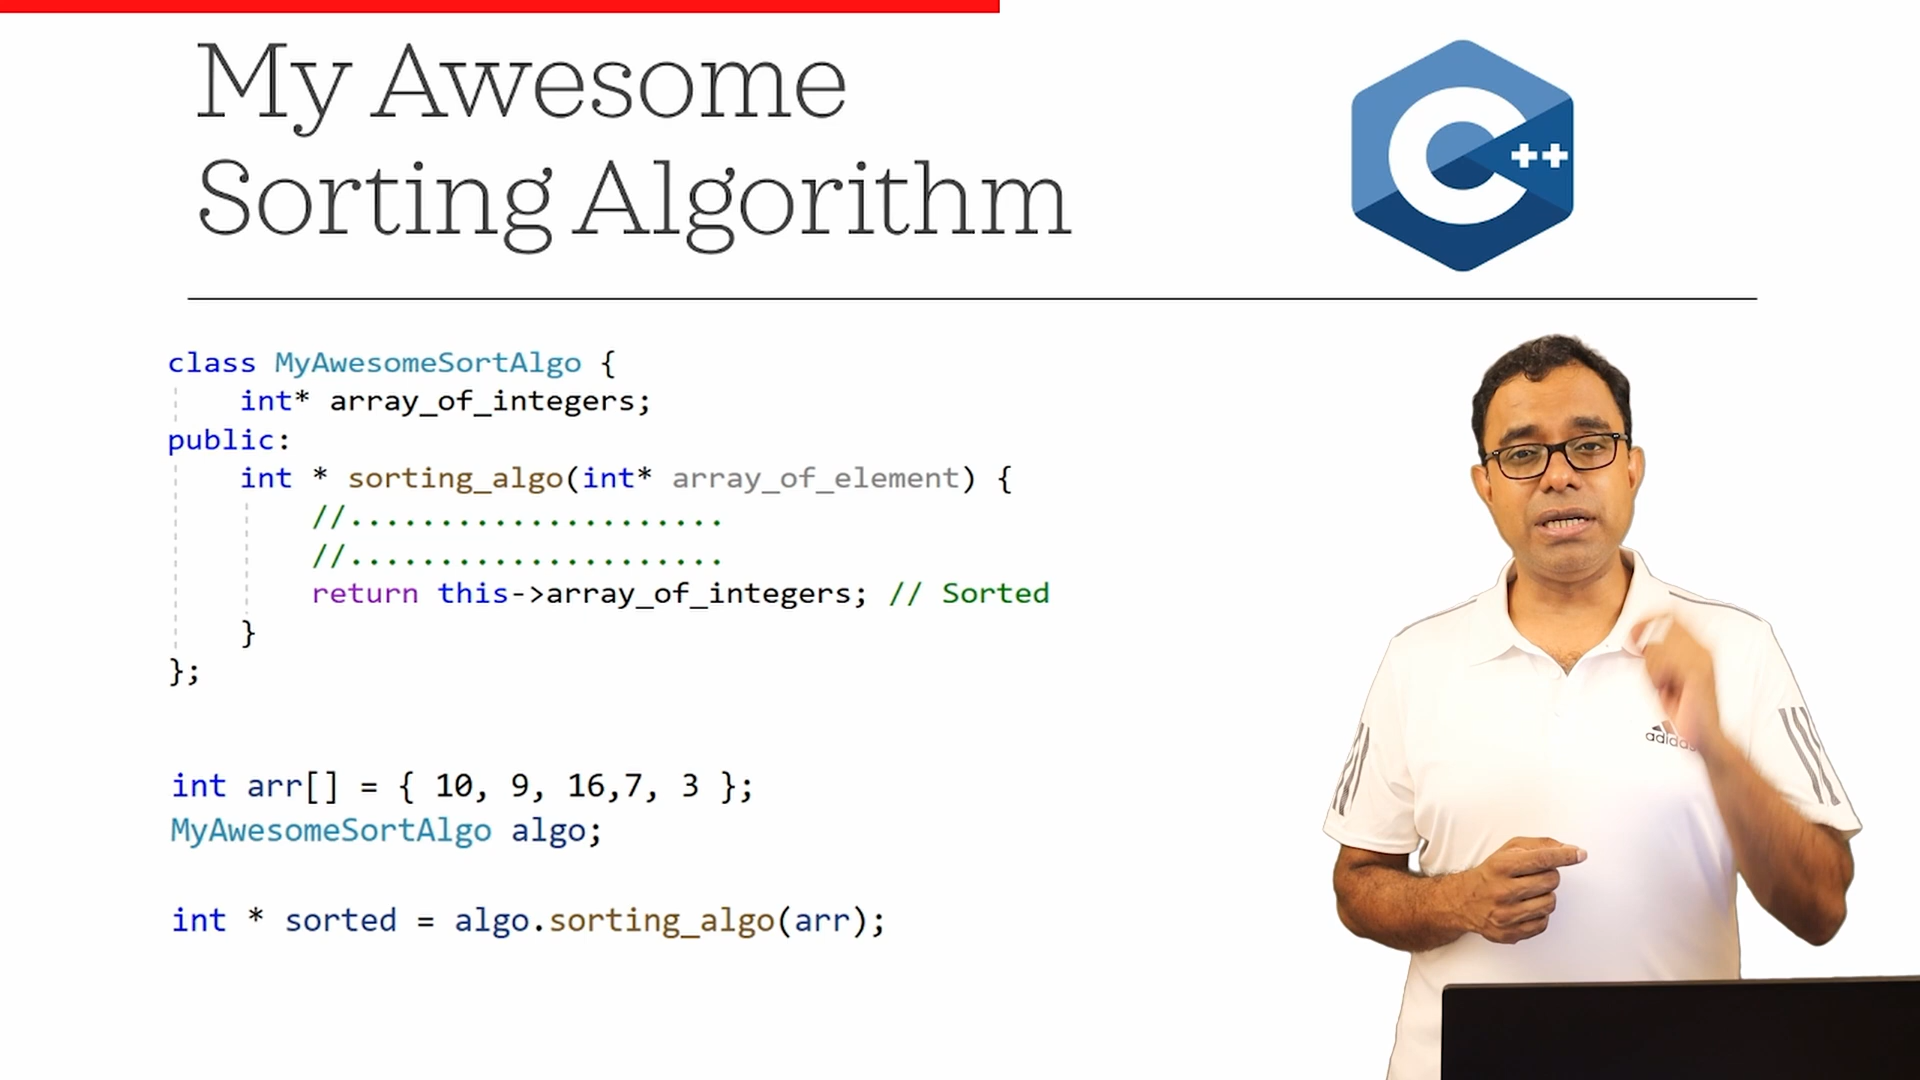 My Awesome
Sorting Algorithm
C++
class MyAwesomeSortAlgo {
int* array_of_integers;
public:
int * sorting_algo(int* array_of_element) {
//.....................
//.....................
return this->array_of_integers; // Sorted
}
};
int arr[] = { 10, 9, 16,7, 3 };
MyAwesomeSortAlgo algo;
int * sorted = algo.sorting_algo(arr);
adidas